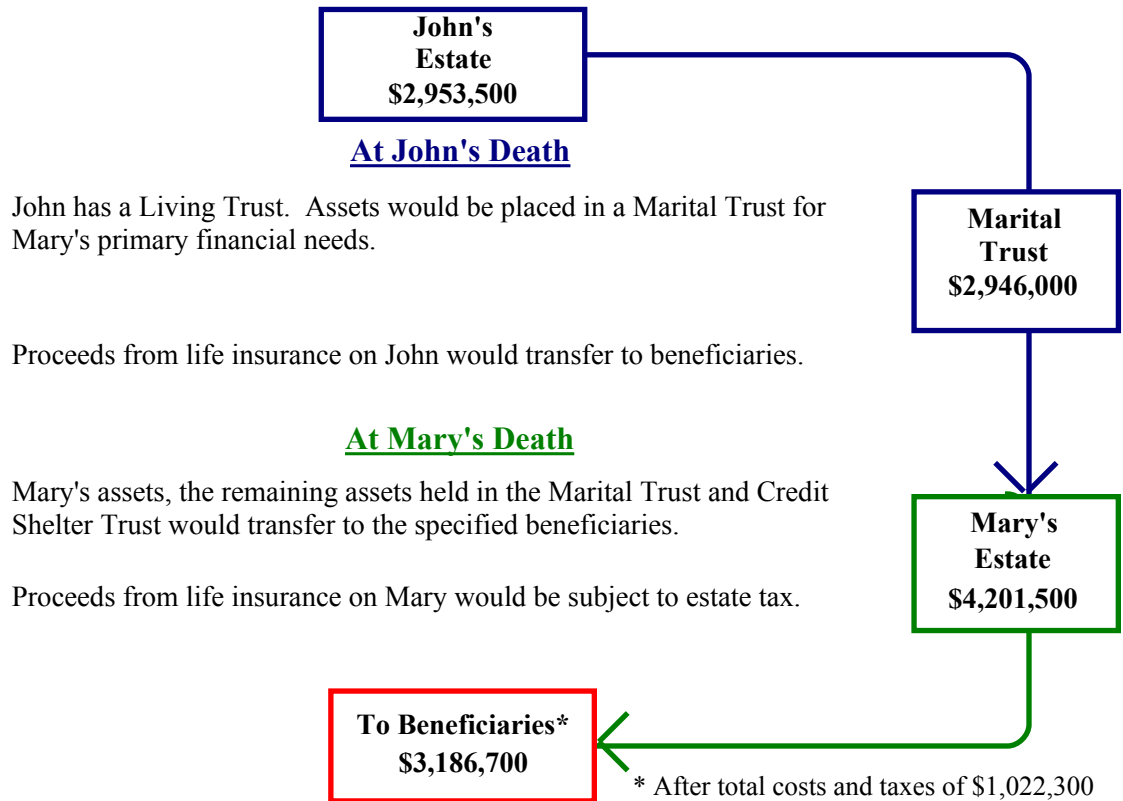 John's
Estate
$2,953,500
At John's Death
John has a Living Trust.  Assets would be placed in a Marital Trust for
Mary's primary financial needs.
Marital
Trust
$2,946,000
Proceeds from life insurance on John would transfer to beneficiaries.
At Mary's Death
Mary's assets, the remaining assets held in the Marital Trust and Credit
Shelter Trust would transfer to the specified beneficiaries.
Mary's
Estate
$4,201,500
Proceeds from life insurance on Mary would be subject to estate tax.
To Beneficiaries*
$3,186,700
* After total costs and taxes of $1,022,300